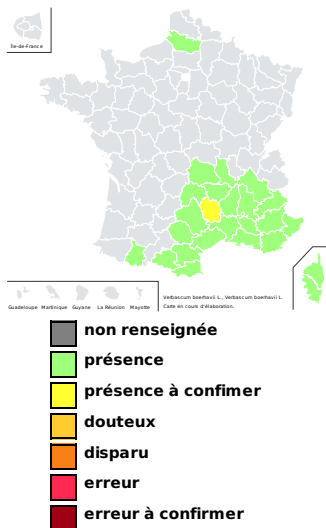 Île-de-France
Verbascum boerhavii L., Verbascum boerhavii L.
Carte en cours d'élaboration.
Guadeloupe Martinique Guyane La Réunion Mayotte
non renseignée
présence
présence à confimer
douteux
disparu
erreur
erreur à confirmer